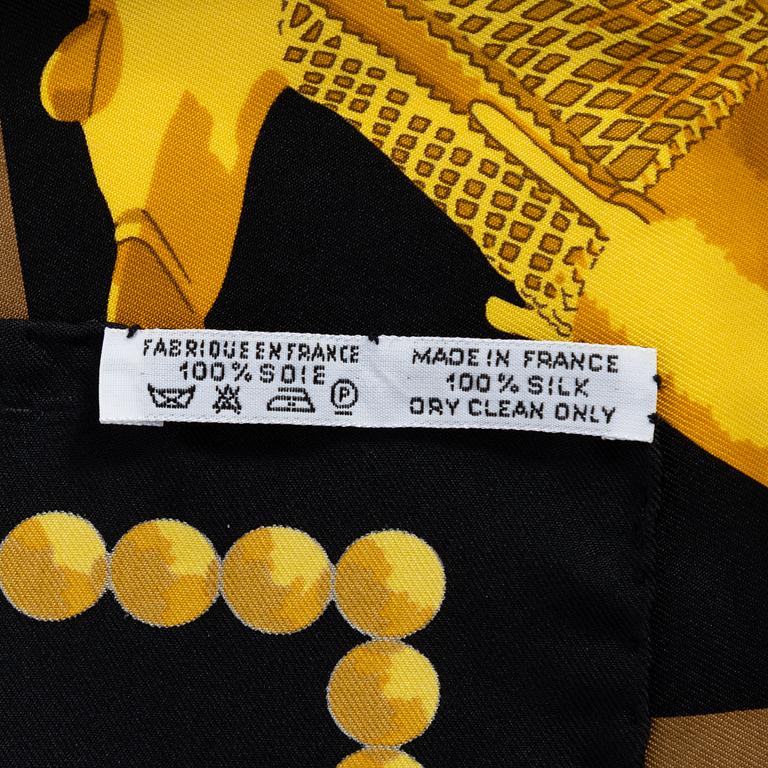 FABRIQUE EN FRANCE
100% SOIE
P
MADE IN FRANCE
100% SILK
DRY CLEAN ONLY